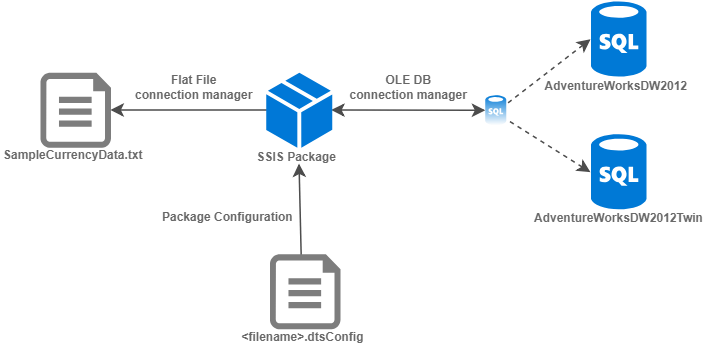 SQL
AdventureWorksDW2012
Flat File
connection manager
OLE DB
connection manager
SQL
SampleCurrencyData.txt
SSIS Package
SQL
AdventureWorksDW2012Twin
Package Configuration
<filename>.dtsConfig